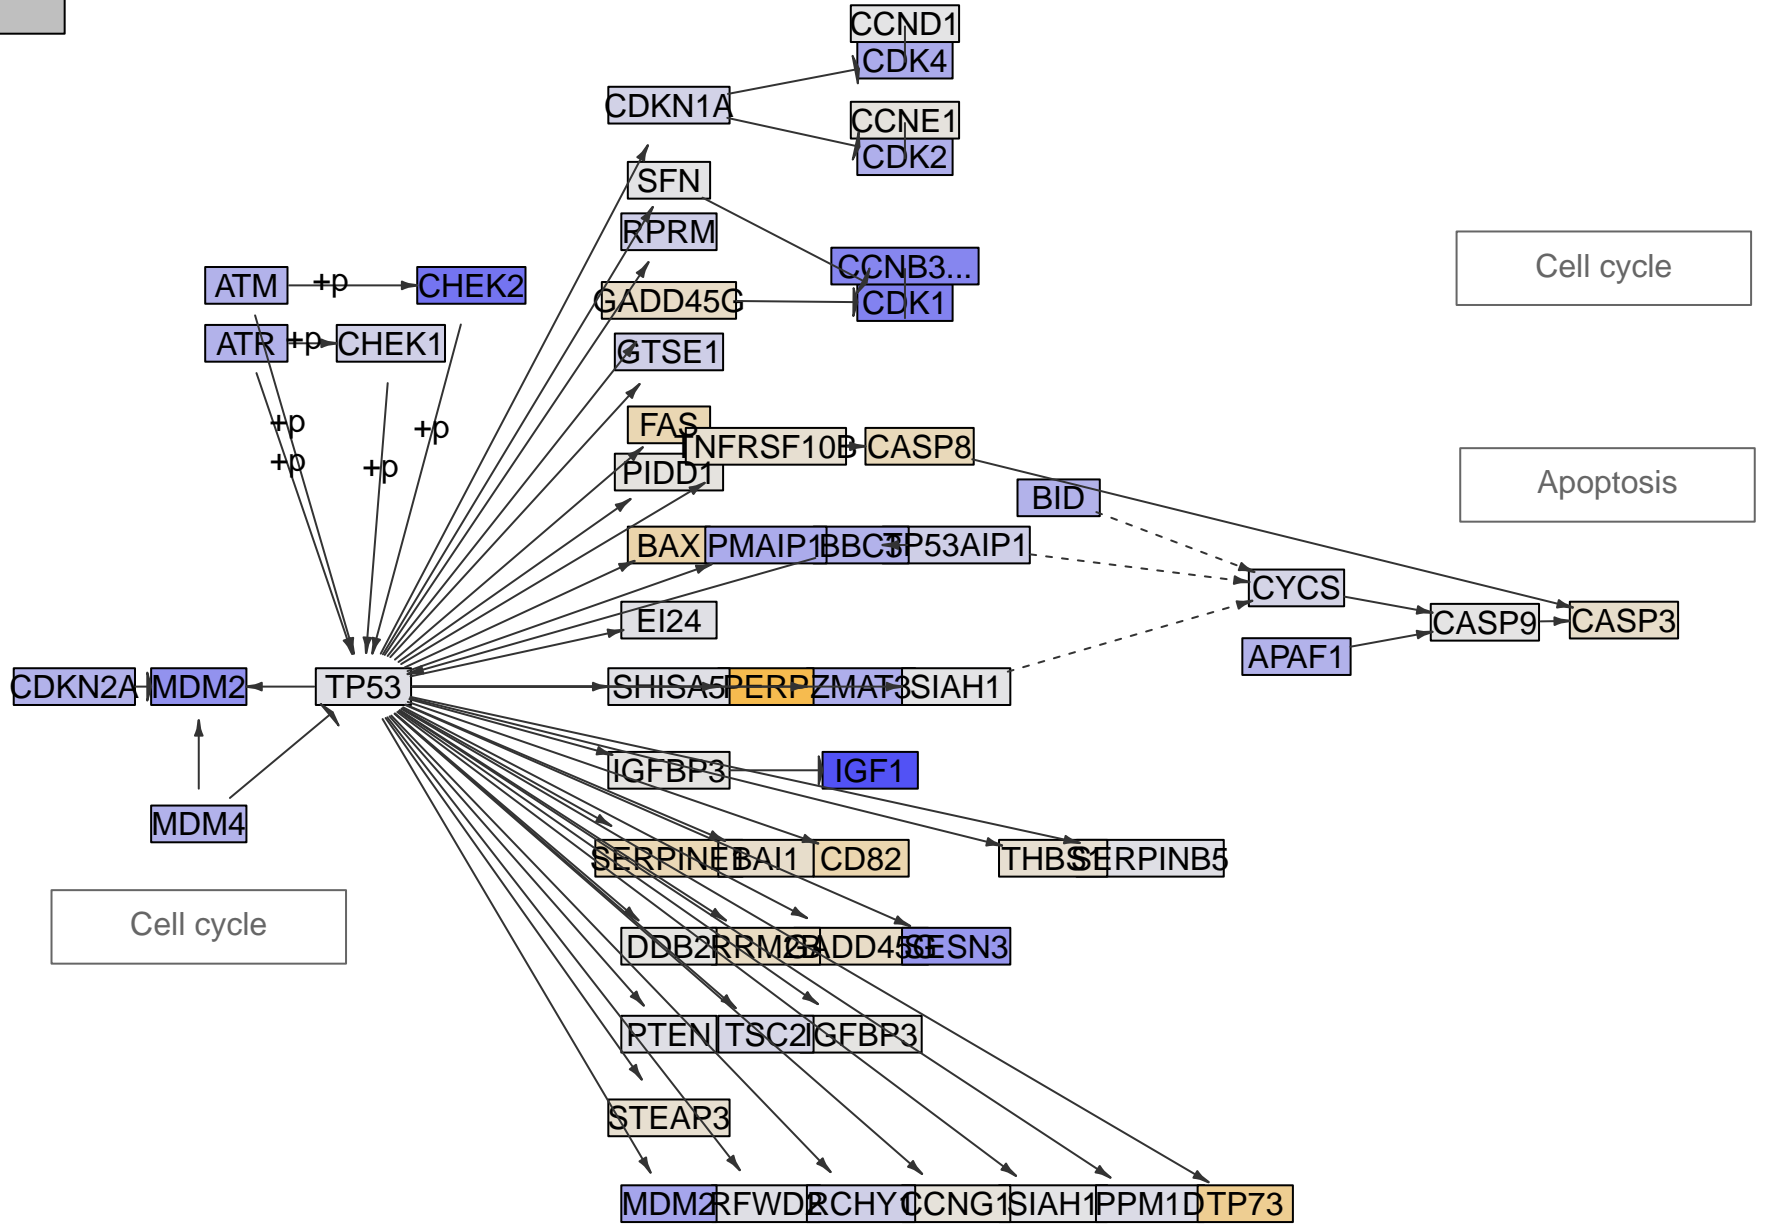 CCND1
CDK4
CDKN1A
CCNE1
CDK2
SFN
RPRM
CCNB3...
Cell cycle
ATM
+p
CHEK2
GADD45G
CDK1
ATR
+p
CHEK1
GTSE1
+p
+p
FAS
TNFRSF10B
CASP8
+p
+p
PIDD1
Apoptosis
BID
BAX
PMAIP1
BBC3
TP53AIP1
CYCS
EI24
CASP9
CASP3
APAF1
CDKN2A
MDM2
TP53
SHISA5
PERP
ZMAT3
SIAH1
IGFBP3
IGF1
MDM4
SERPINE1
BAI1
CD82
THBS1
SERPINB5
Cell cycle
DDB2
RRM2B
GADD45G
SESN3
PTEN
TSC2
IGFBP3
STEAP3
MDM2
RFWD2
RCHY1
CCNG1
SIAH1
PPM1D
TP73